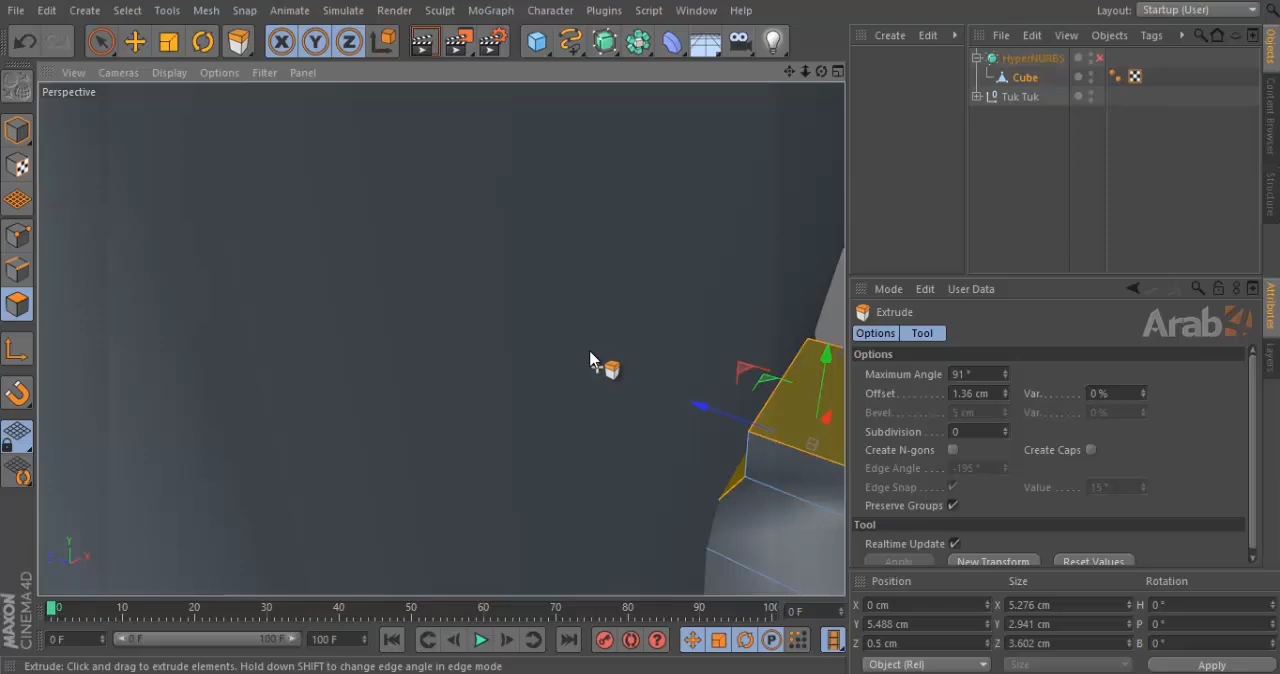 File Edit Create Select Tools Mesh Snap Animate Simulate Render Sculpt MoGraph Character Plugins Script Window Help Layout: Startup (User)
X Y Z
Create Edit
File Edit View Objects Tags
View Cameras Display Options Filter Panel
Perspective
HyperNURBS
Cube
Tuk Tuk
Objects
Content Browser
Structure
Mode Edit User Data
Extrude
Arab4
Options Tool
Options
Maximum Angle 91 °
Offset 1.36 cm Var. 0 %
Bevel 5 cm Var. 0 %
Subdivision 0
Create N-gons Create Caps
Edge Angle -195 °
Edge Snap Value 15 °
Preserve Groups
Tool
Realtime Update
Apply New Transform Reset Values
Attributes
Layers
Y
X
0 10 20 30 40 50 60 70 80 90 100 0 F
0 F 0 F 100 F 100 F
P
Position Size Rotation
X 0 cm X 5.276 cm H 0 °
Y 5.488 cm Y 2.941 cm P 0 °
Z 0.5 cm Z 3.602 cm B 0 °
Object (Rel) Size Apply
MAXON
CINEMA 4D
Extrude: Click and drag to extrude elements. Hold down SHIFT to change edge angle in edge mode